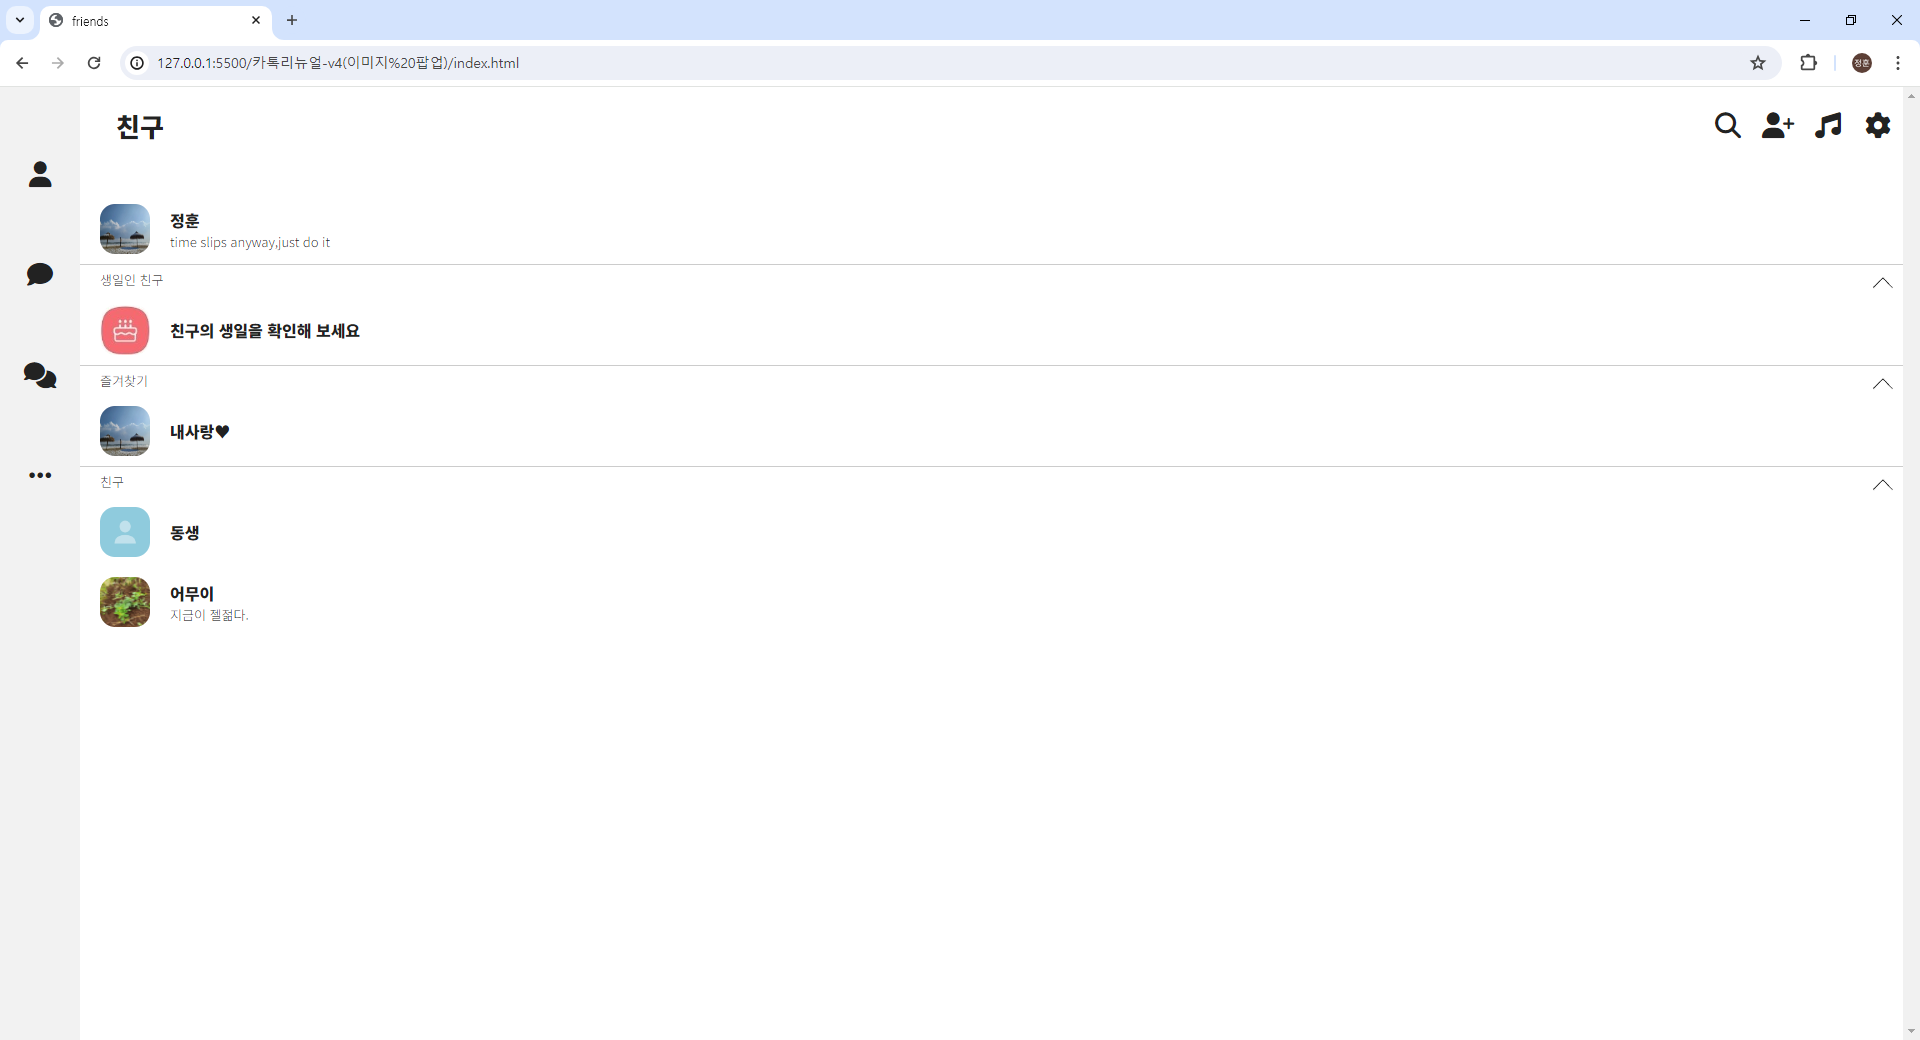 friends
127.0.0.1:5500/카톡리뉴얼-v4(이미지%20팝업)/index.html
정훈
친구
정훈
time slips anyway,just do it
생일인 친구
친구의 생일을 확인해 보세요
즐겨찾기
내사랑♥
친구
동생
어무이
지금이 젤젊다.